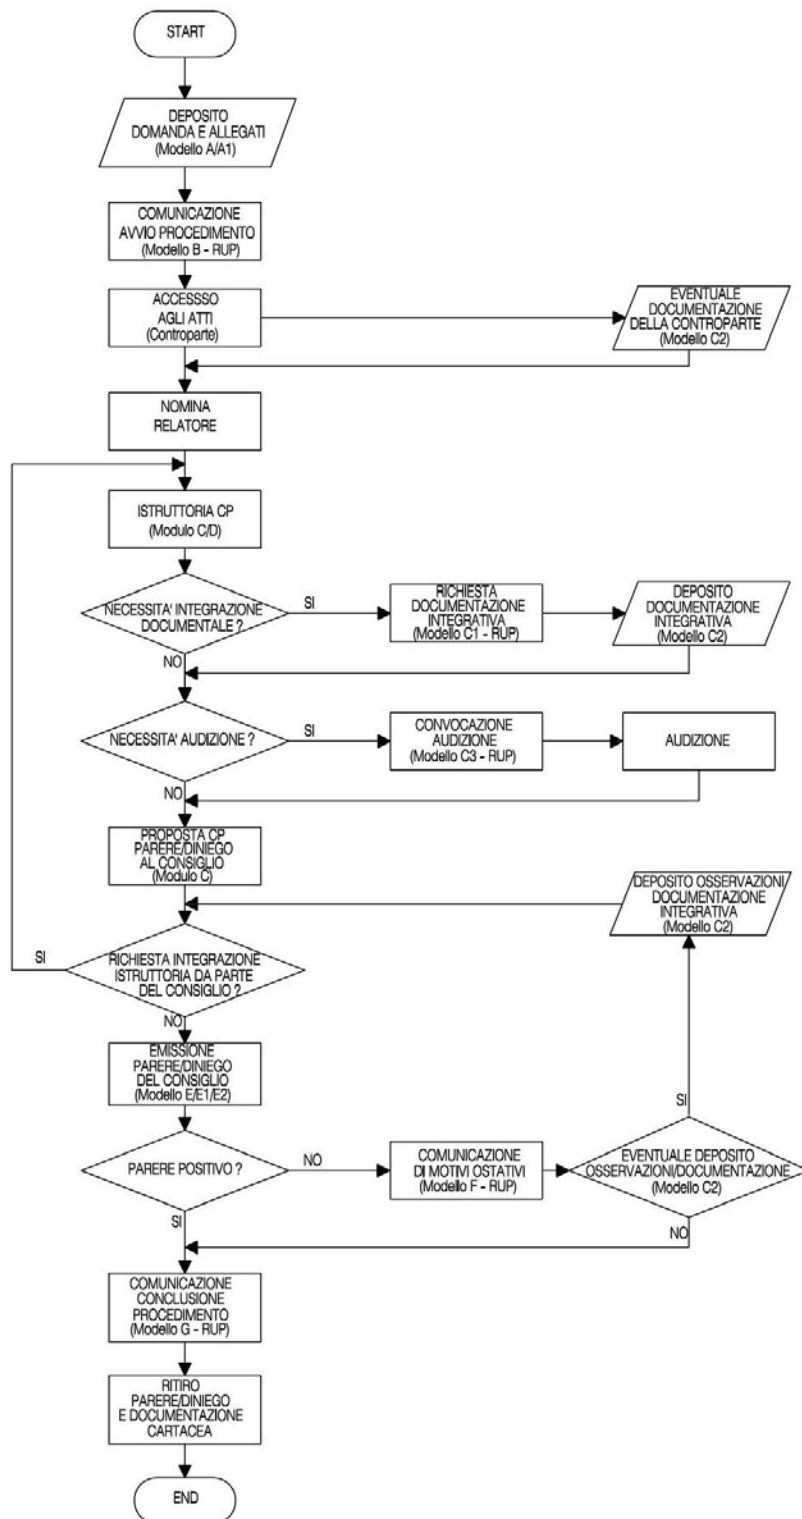 START
DEPOSITO
DOMANDA E ALLEGATI
(Modello A/A1)
COMUNICAZIONE
AVVIO PROCEDIMENTO
(Modello B - RUP)
ACCESSSO
AGLI ATTI
(Controparte)
EVENTUALE
DOCUMENTAZIONE
DELLA CONTROPARTE
(Modello C2)
NOMINA
RELATORE
ISTRUTTORIA CP
(Modulo C/D)
NECESSITA' INTEGRAZIONE
DOCUMENTALE ?
SI
RICHIESTA
DOCUMENTAZIONE
INTEGRATIVA
(Modello C1 - RUP)
DEPOSITO
DOCUMENTAZIONE
INTEGRATIVA
(Modello C2)
NO
NECESSITA' AUDIZIONE ?
SI
CONVOCAZIONE
AUDIZIONE
(Modello C3 - RUP)
AUDIZIONE
NO
PROPOSTA CP
PARERE/DINIEGO
AL CONSIGLIO
(Modulo C)
DEPOSITO OSSERVAZIONI
DOCUMENTAZIONE
INTEGRATIVA
(Modello C2)
SI
RICHIESTA INTEGRAZIONE
ISTRUTTORIA DA PARTE
DEL CONSIGLIO ?
NO
EMISSIONE
PARERE/DINIEGO
DEL CONSIGLIO
(Modello E/E1/E2)
SI
PARERE POSITIVO ?
NO
COMUNICAZIONE
DI MOTIVI OSTATIVI
(Modello F - RUP)
EVENTUALE DEPOSITO
OSSERVAZIONI/DOCUMENTAZIONE
(Modello C2)
SI
NO
COMUNICAZIONE
CONCLUSIONE
PROCEDIMENTO
(Modello G - RUP)
RITIRO
PARERE/DINIEGO
E DOCUMENTAZIONE
CARTACEA
END